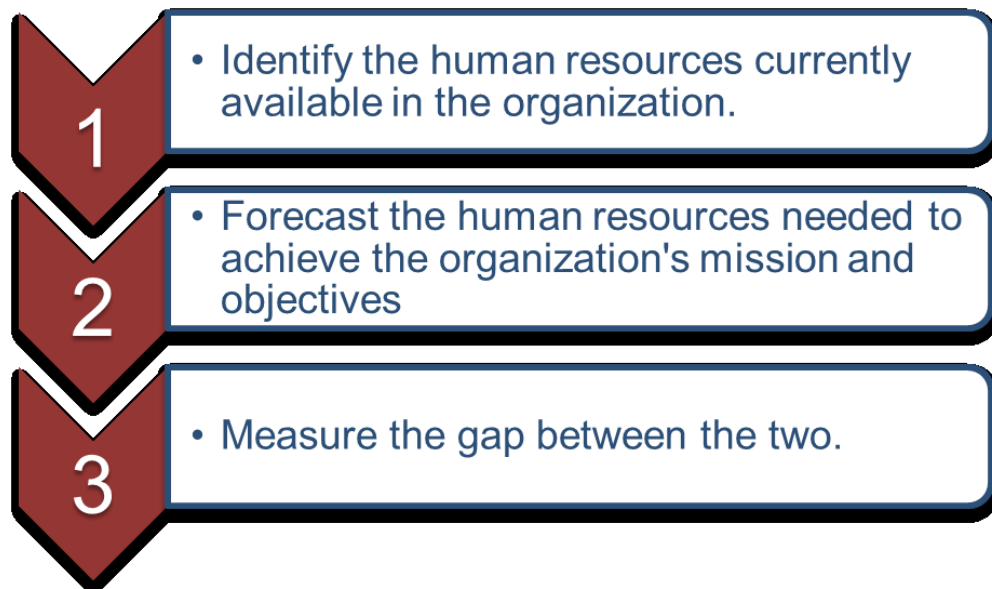 1
• Identify the human resources currently
available in the organization.
2
• Forecast the human resources needed to
achieve the organization's mission and
objectives
3
• Measure the gap between the two.